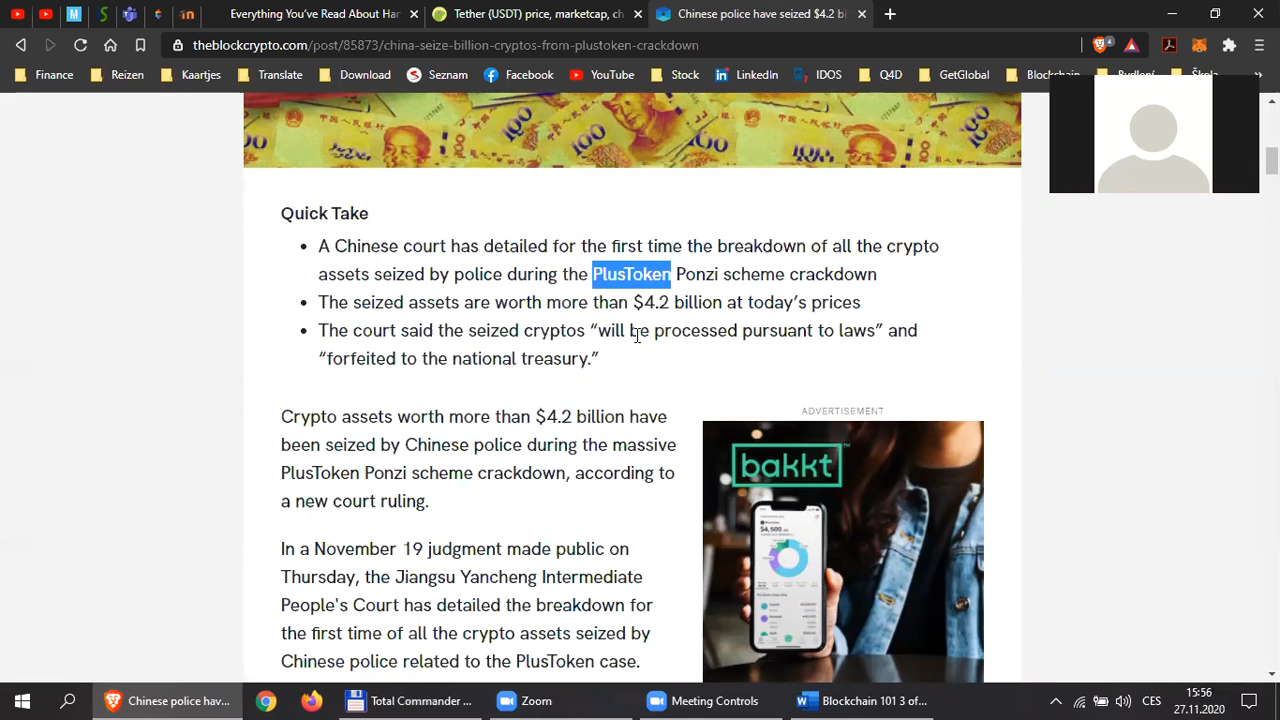 Everything You've Read About Har
Tether (USDT) price, marketcap, ch
Chinese police have seized $4.2 bi
theblockcrypto.com/post/85873/china-seize-billion-cryptos-from-plustoken-crackdown
4
Finance
Reizen
Kaartjes
Translate
Download
Seznam
Facebook
YouTube
Stock
LinkedIn
IDOS
Q4D
GetGlobal
Blockchain
Bydlení
Škola
100
100
100
Quick Take
• A Chinese court has detailed for the first time the breakdown of all the crypto
assets seized by police during the PlusToken Ponzi scheme crackdown
• The seized assets are worth more than $4.2 billion at today's prices
• The court said the seized cryptos “will be processed pursuant to laws” and
“forfeited to the national treasury.”
Crypto assets worth more than $4.2 billion have
been seized by Chinese police during the massive
PlusToken Ponzi scheme crackdown, according to
a new court ruling.
In a November 19 judgment made public on
Thursday, the Jiangsu Yancheng Intermediate
People's Court has detailed the breakdown for
the first time of all the crypto assets seized by
Chinese police related to the PlusToken case.
ADVERTISEMENT
bakkt
$4,500
Chinese police hav...
Total Commander ...
Zoom
Meeting Controls
Blockchain 101 3 of...
CES
15:56
27.11.2020